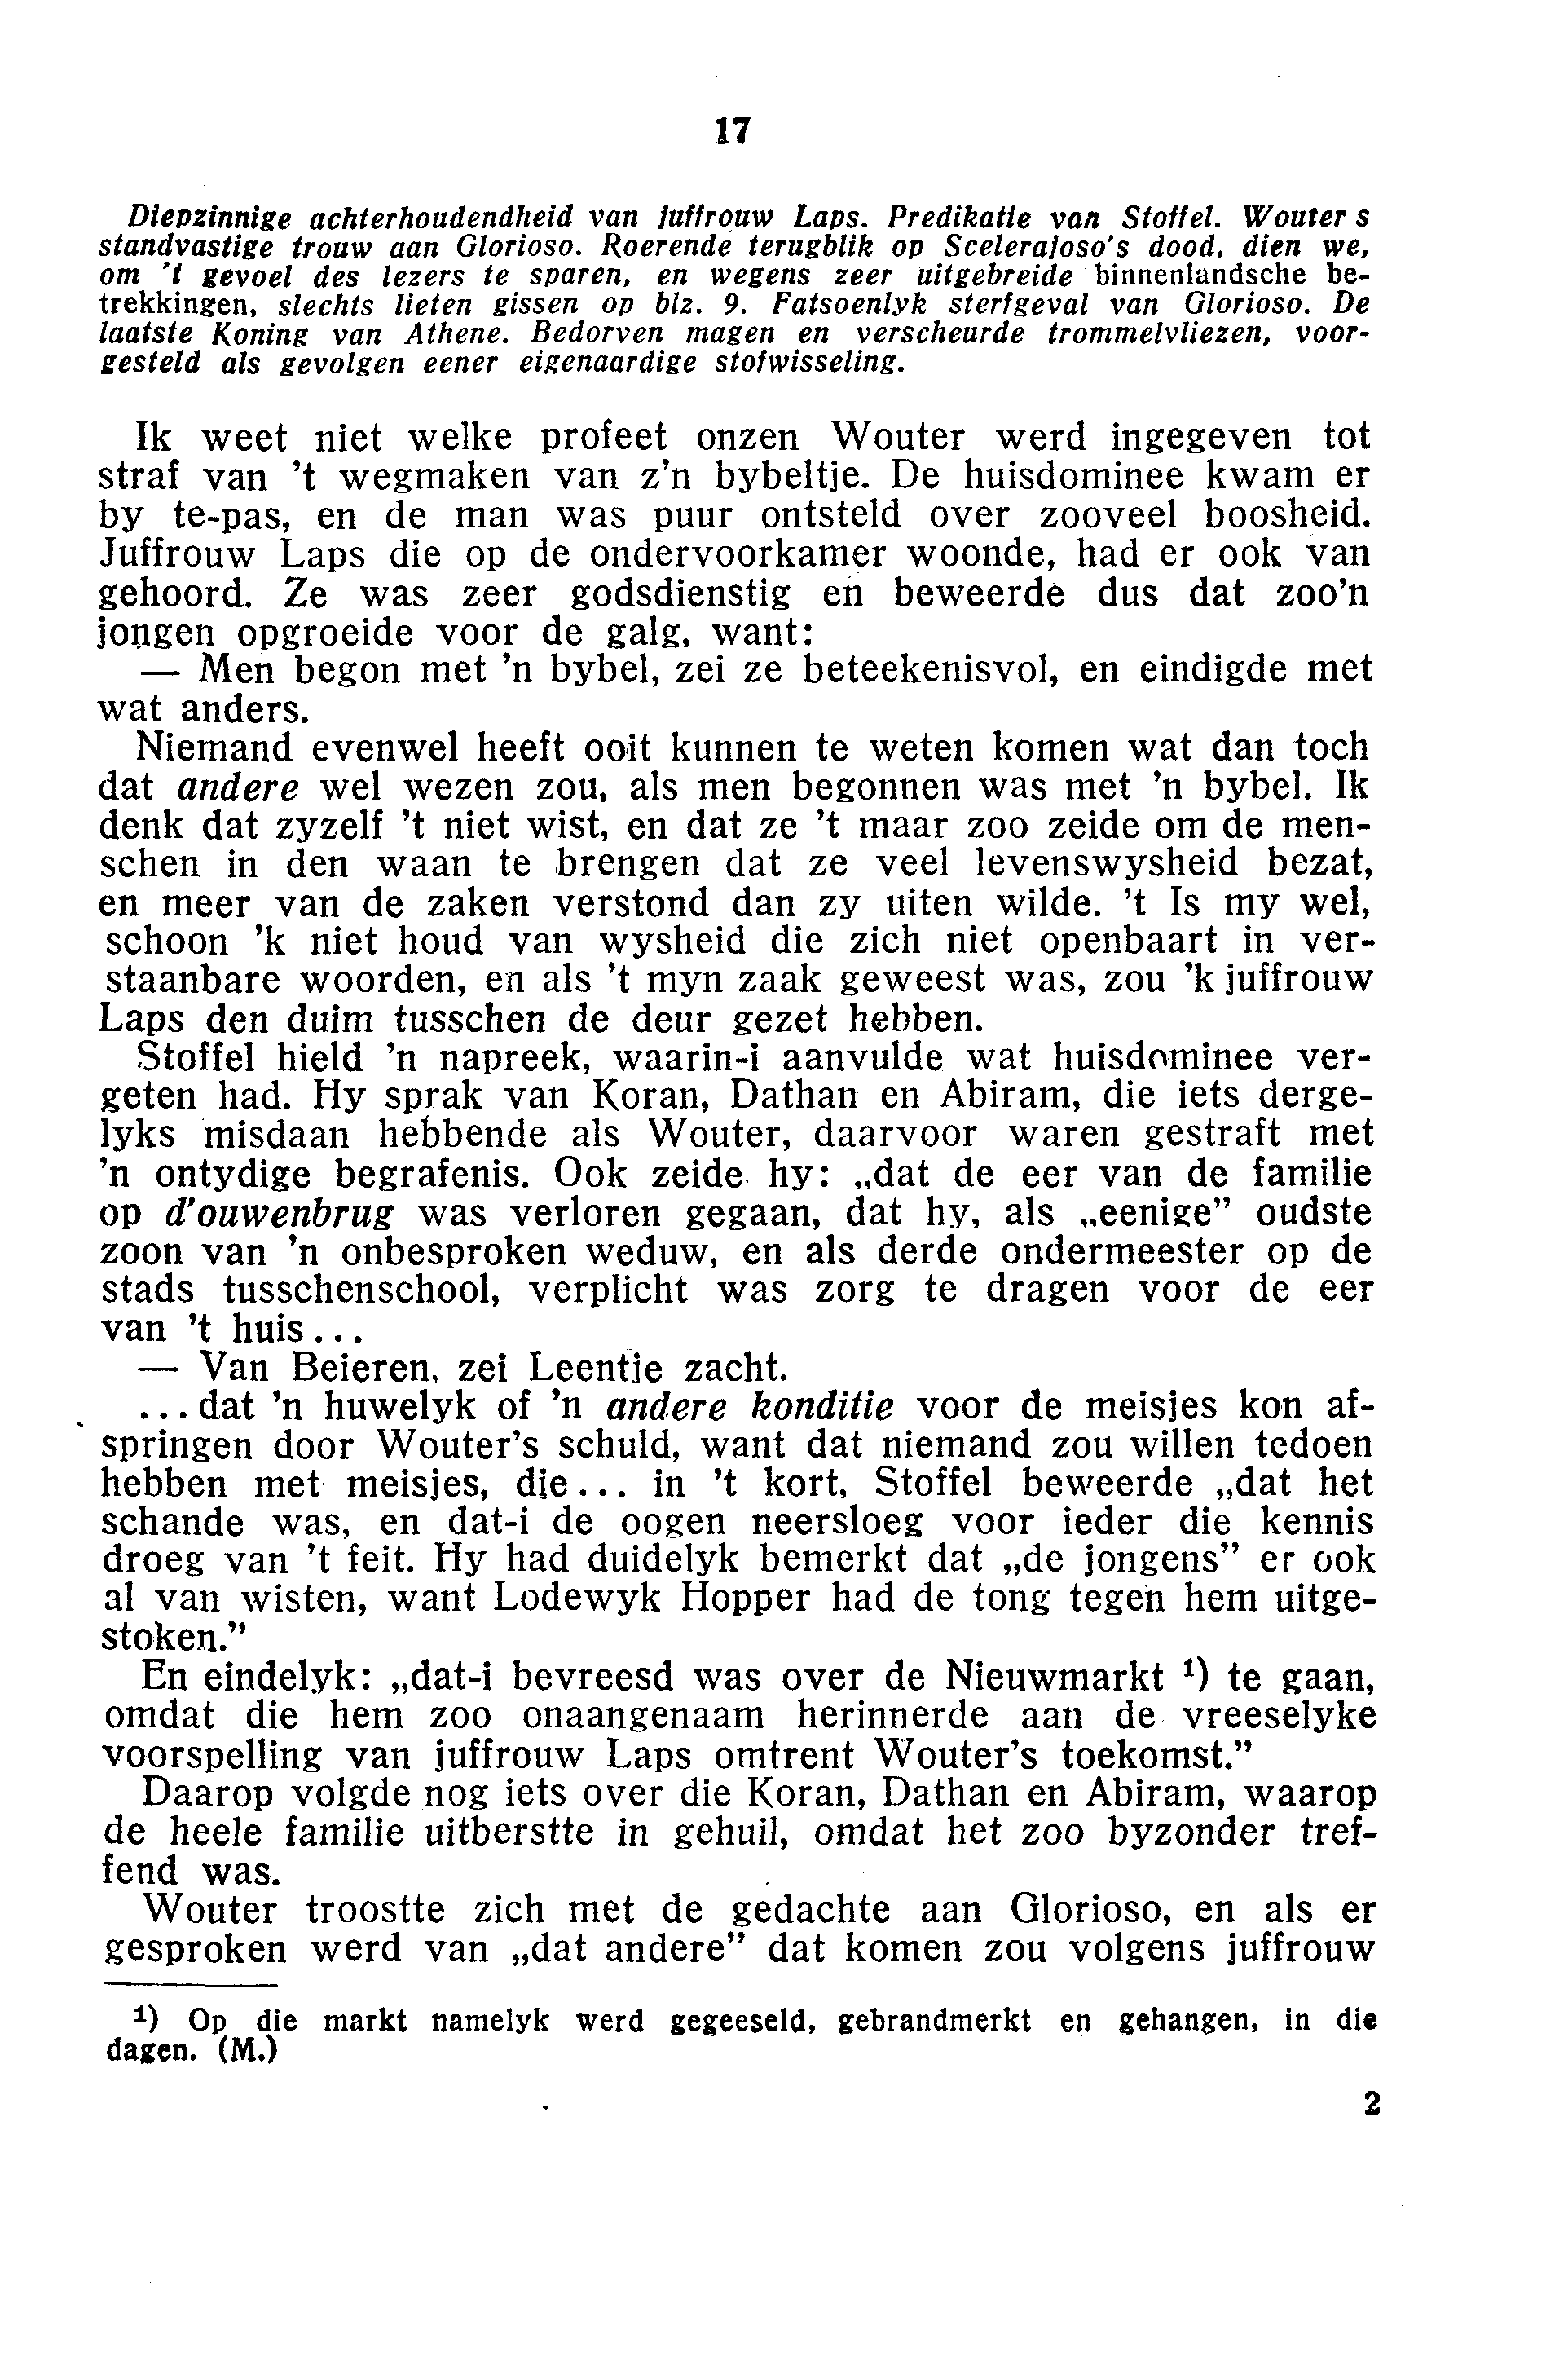 17
Diepzinnige achterhoudendheid van juffrouw Laps. Predikatie van Stoffel. Wouter s
standvastige trouw aan Glorioso. Roerende terugblik op Scelerajoso's dood, dien we,
om 't gevoel des lezers te sparen, en wegens zeer uitgebreide binnenlandsche be-
trekkingen, slechts lieten gissen op blz. 9. Fatsoenlyk sterfgeval van Glorioso. De
laatste Koning van Athene. Bedorven magen en verscheurde trommelvliezen, voor-
gesteld als gevolgen eener eigenaardige stofwisseling.
Ik weet niet welke profeet onzen Wouter werd ingegeven tot
straf van 't wegmaken van z'n bybeltje. De huisdominee kwam er
by te-pas, en de man was puur ontsteld over zooveel boosheid.
Juffrouw Laps die op de ondervoorkamer woonde, had er ook van
gehoord. Ze was zeer godsdienstig en beweerde dus dat zoo'n
jongen opgroeide voor de galg, want:
— Men begon met 'n bybel, zei ze beteekenisvol, en eindigde met
wat anders.
Niemand evenwel heeft ooit kunnen te weten komen wat dan toch
dat andere wel wezen zou, als men begonnen was met 'n bybel. Ik
denk dat zyzelf 't niet wist, en dat ze 't maar zoo zeide om de men-
schen in den waan te brengen dat ze veel levenswysheid bezat,
en meer van de zaken verstond dan zy uiten wilde. 't Is my wel,
schoon 'k niet houd van wysheid die zich niet openbaart in ver-
staanbare woorden, en als 't myn zaak geweest was, zou 'k juffrouw
Laps den duim tusschen de deur gezet hebben.
Stoffel hield 'n napreek, waarin-i aanvulde wat huisdominee ver-
geten had. Hy sprak van Koran, Dathan en Abiram, die iets derge-
lyks misdaan hebbende als Wouter, daarvoor waren gestraft met
'n ontydige begrafenis. Ook zeide hy: „dat de eer van de familie
op d'ouwenbrug was verloren gegaan, dat hy, als „eenige” oudste
zoon van 'n onbesproken weduw, en als derde ondermeester op de
stads tusschenschool, verplicht was zorg te dragen voor de eer
van 't huis...
— Van Beieren, zei Leentje zacht.
...dat 'n huwelyk of 'n andere konditie voor de meisjes kon af-
springen door Wouter's schuld, want dat niemand zou willen tedoen
hebben met meisjes, die... in 't kort, Stoffel beweerde „dat het
schande was, en dat-i de oogen neersloeg voor ieder die kennis
droeg van 't feit. Hy had duidelyk bemerkt dat „de jongens” er ook
al van wisten, want Lodewyk Hopper had de tong tegen hem uitge-
stoken.”
En eindelyk: „dat-i bevreesd was over de Nieuwmarkt ¹) te gaan,
omdat die hem zoo onaangenaam herinnerde aan de vreeselyke
voorspelling van juffrouw Laps omtrent Wouter's toekomst.”
Daarop volgde nog iets over die Koran, Dathan en Abiram, waarop
de heele familie uitberstte in gehuil, omdat het zoo byzonder tref-
fend was.
Wouter troostte zich met de gedachte aan Glorioso, en als er
gesproken werd van „dat andere” dat komen zou volgens juffrouw
¹) Op die markt namelyk werd gegeeseld, gebrandmerkt en gehangen, in die
dagen. (M.)
2